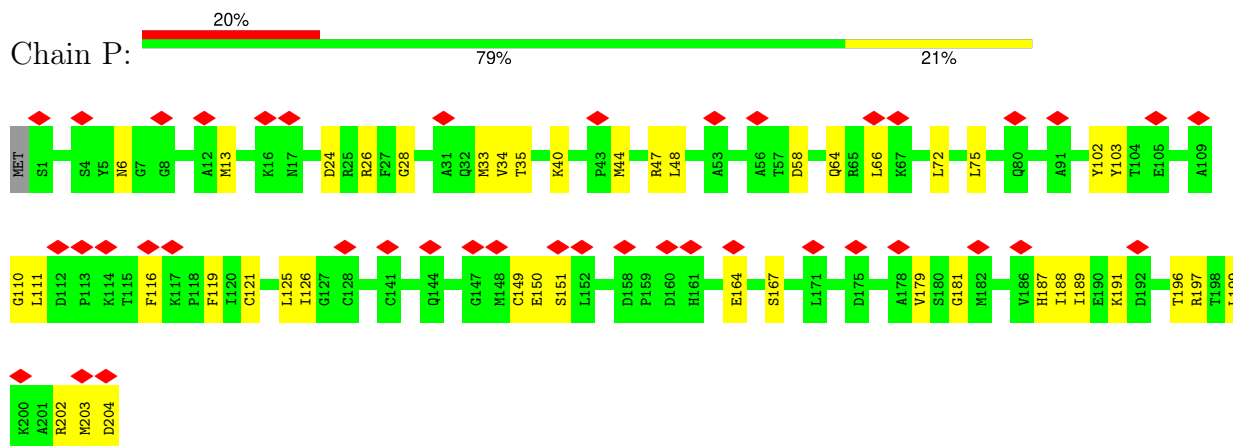 20%
Chain P:
79% 21%
MET S1 S4 Y5 N6 G7 G8 A12 M13 K16 N17 D24 R25 R26 F27 G28 A31 Q32 M33 V34 T35 K40 P43 M44 R47 L48 A53 A56 T57 D58 Q64 R65 L66 K67 L72 L75 Q80 A91 Y102 Y103 T104 E105 A109
G110 L111 D112 P113 K114 T115 F116 K117 P118 F119 I120 C121 L125 I126 G127 C128 C141 Q144 G147 M148 C149 E150 S151 L152 D158 P159 D160 H161 E164 S167 L171 D175 A178 V179 S180 G181 M182 V186 H187 I188 I189 E190 K191 D192 T196 R197 T198 L199
K200 A201 R202 M203 D204